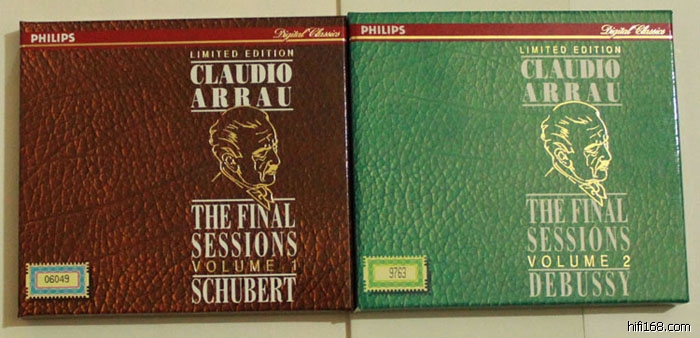 PHILIPS
Digital Classics
LIMITED EDITION
CLAUDIO
ARRAU
THE FINAL
SESSIONS
VOLUME 1
SCHUBERT
06049
PHILIPS
Digital Classics
LIMITED EDITION
CLAUDIO
ARRAU
THE FINAL
SESSIONS
VOLUME 2
DEBUSSY
9763
hifi168.com